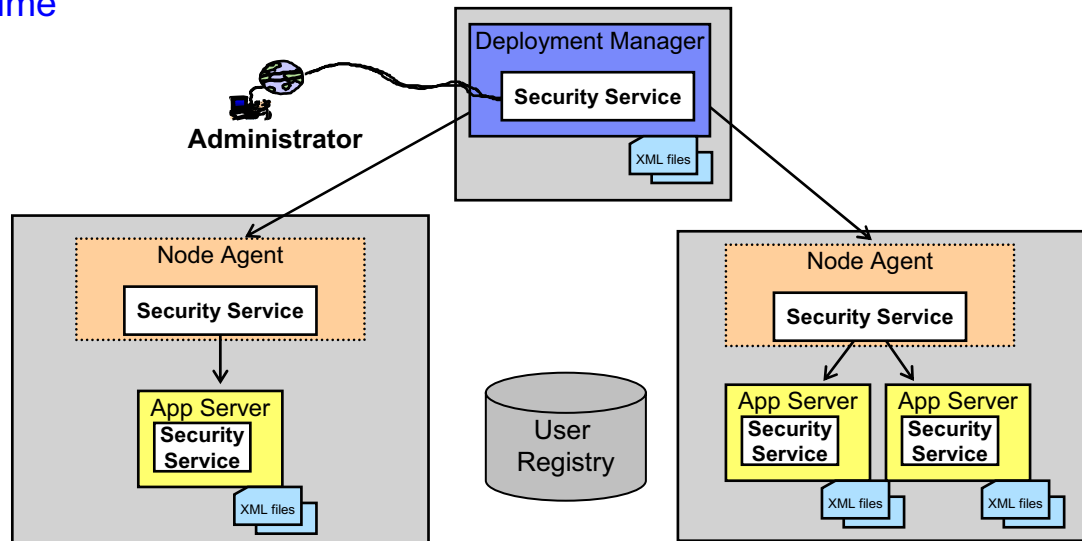 Deployment Manager
Security Service
Administrator
XML files
Node Agent
Security Service
App Server
Security
Service
XML files
User
Registry
Node Agent
Security Service
App Server
Security
Service
XML files
App Server
Security
Service
XML files